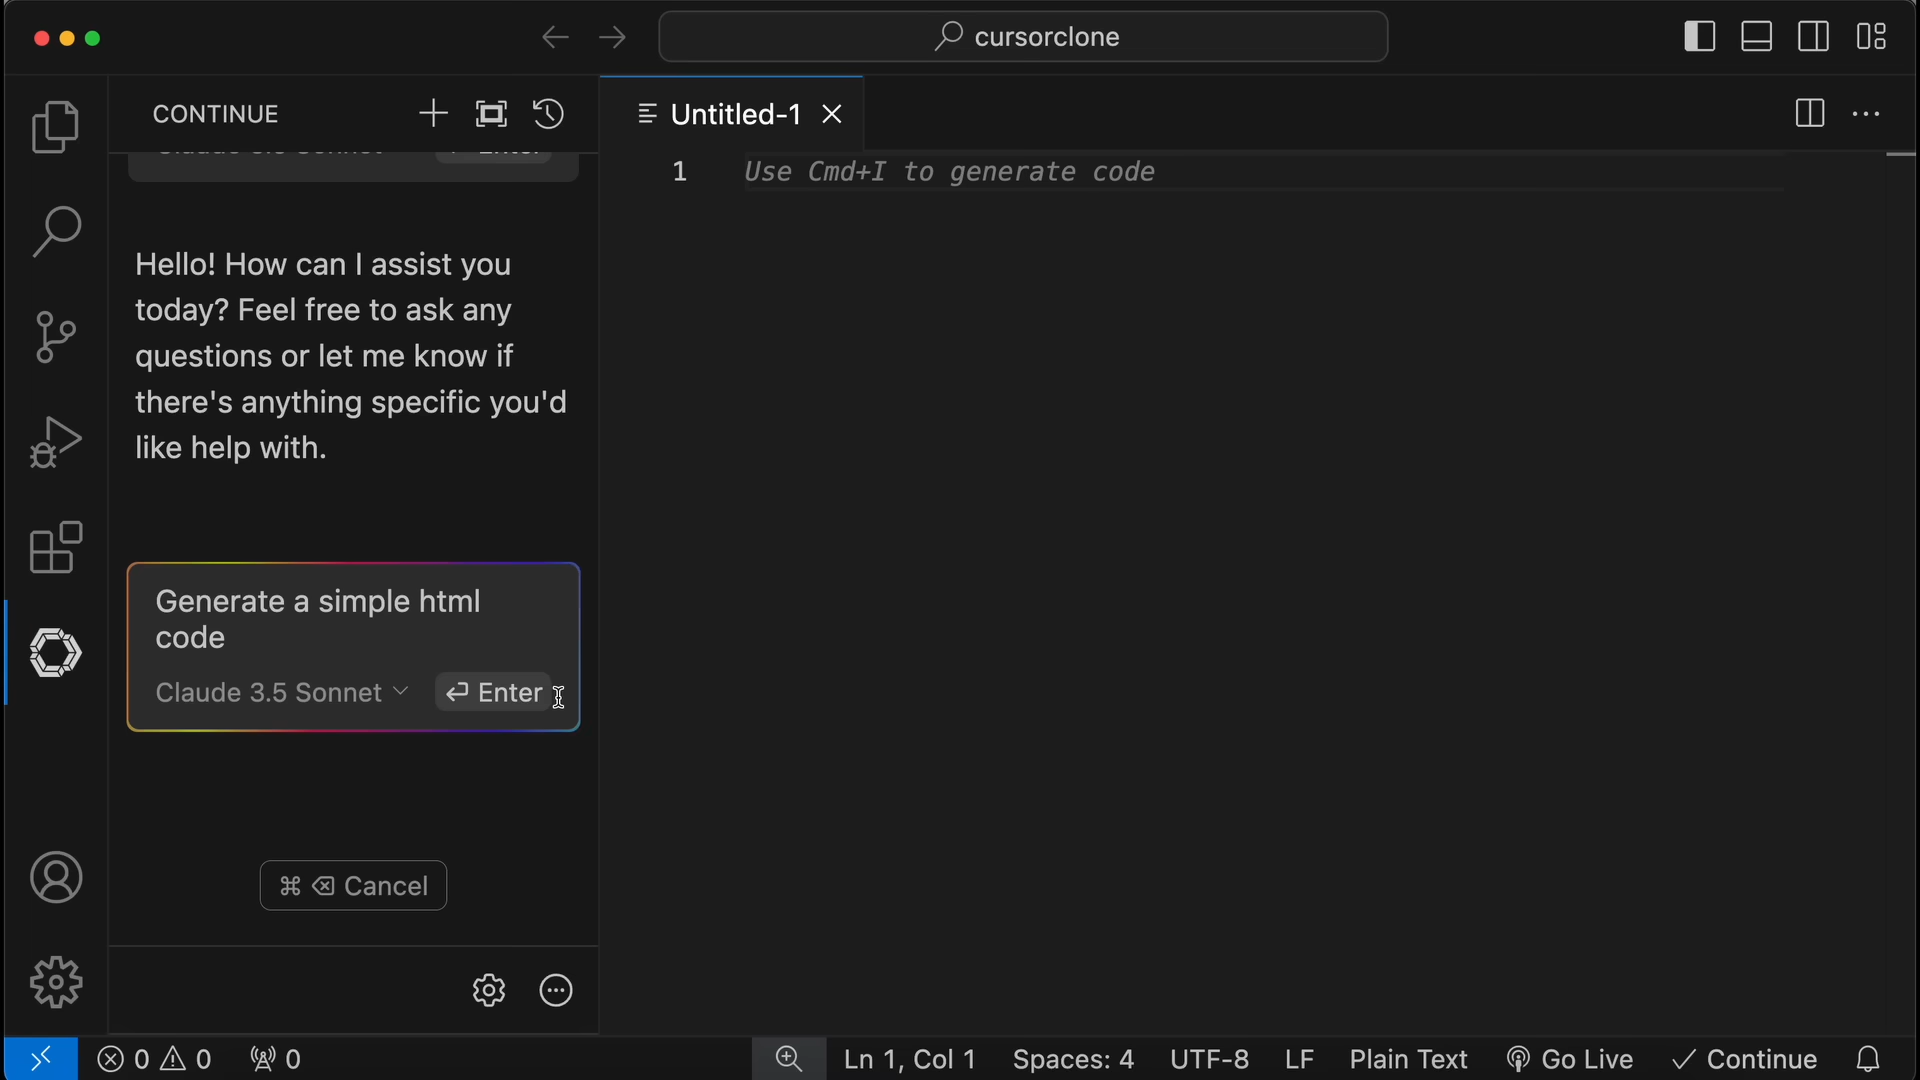 cursorclone
CONTINUE
Untitled-1
1
Use Cmd+I to generate code
Hello! How can I assist you
today? Feel free to ask any
questions or let me know if
there's anything specific you'd
like help with.
Generate a simple html
code
Claude 3.5 Sonnet
Enter
⌘ ⌫ Cancel
0
0
0
Ln 1, Col 1
Spaces: 4
UTF-8
LF
Plain Text
Go Live
Continue